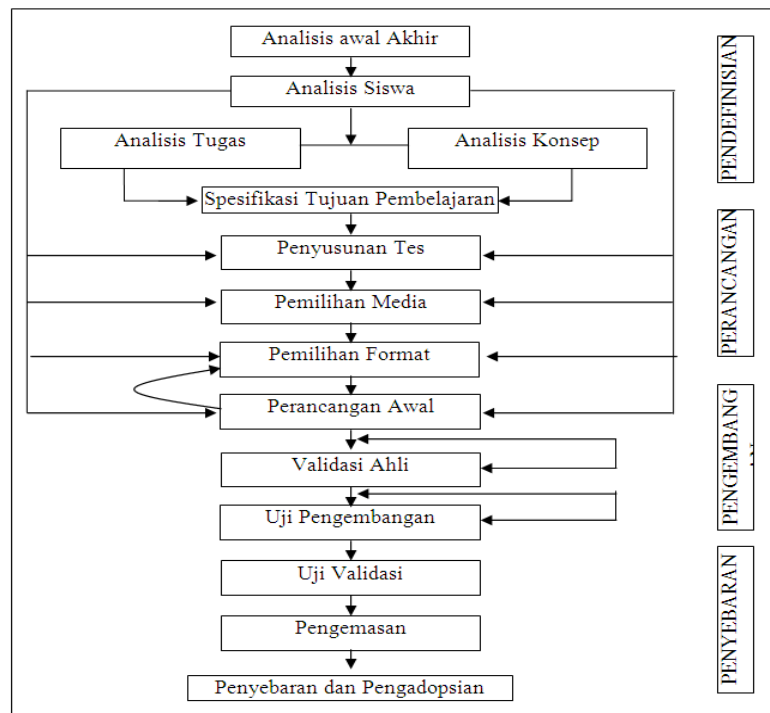 Analisis awal Akhir
Analisis Siswa
Analisis Tugas
Analisis Konsep
Spesifikasi Tujuan Pembelajaran
Penyusunan Tes
Pemilihan Media
Pemilihan Format
Perancangan Awal
Validasi Ahli
Uji Pengembangan
Uji Validasi
Pengemasan
Penyebaran dan Pengadopsian
PENDEFINISIAN
PERANCANGAN
PENGEMBANG
PENYEBARAN